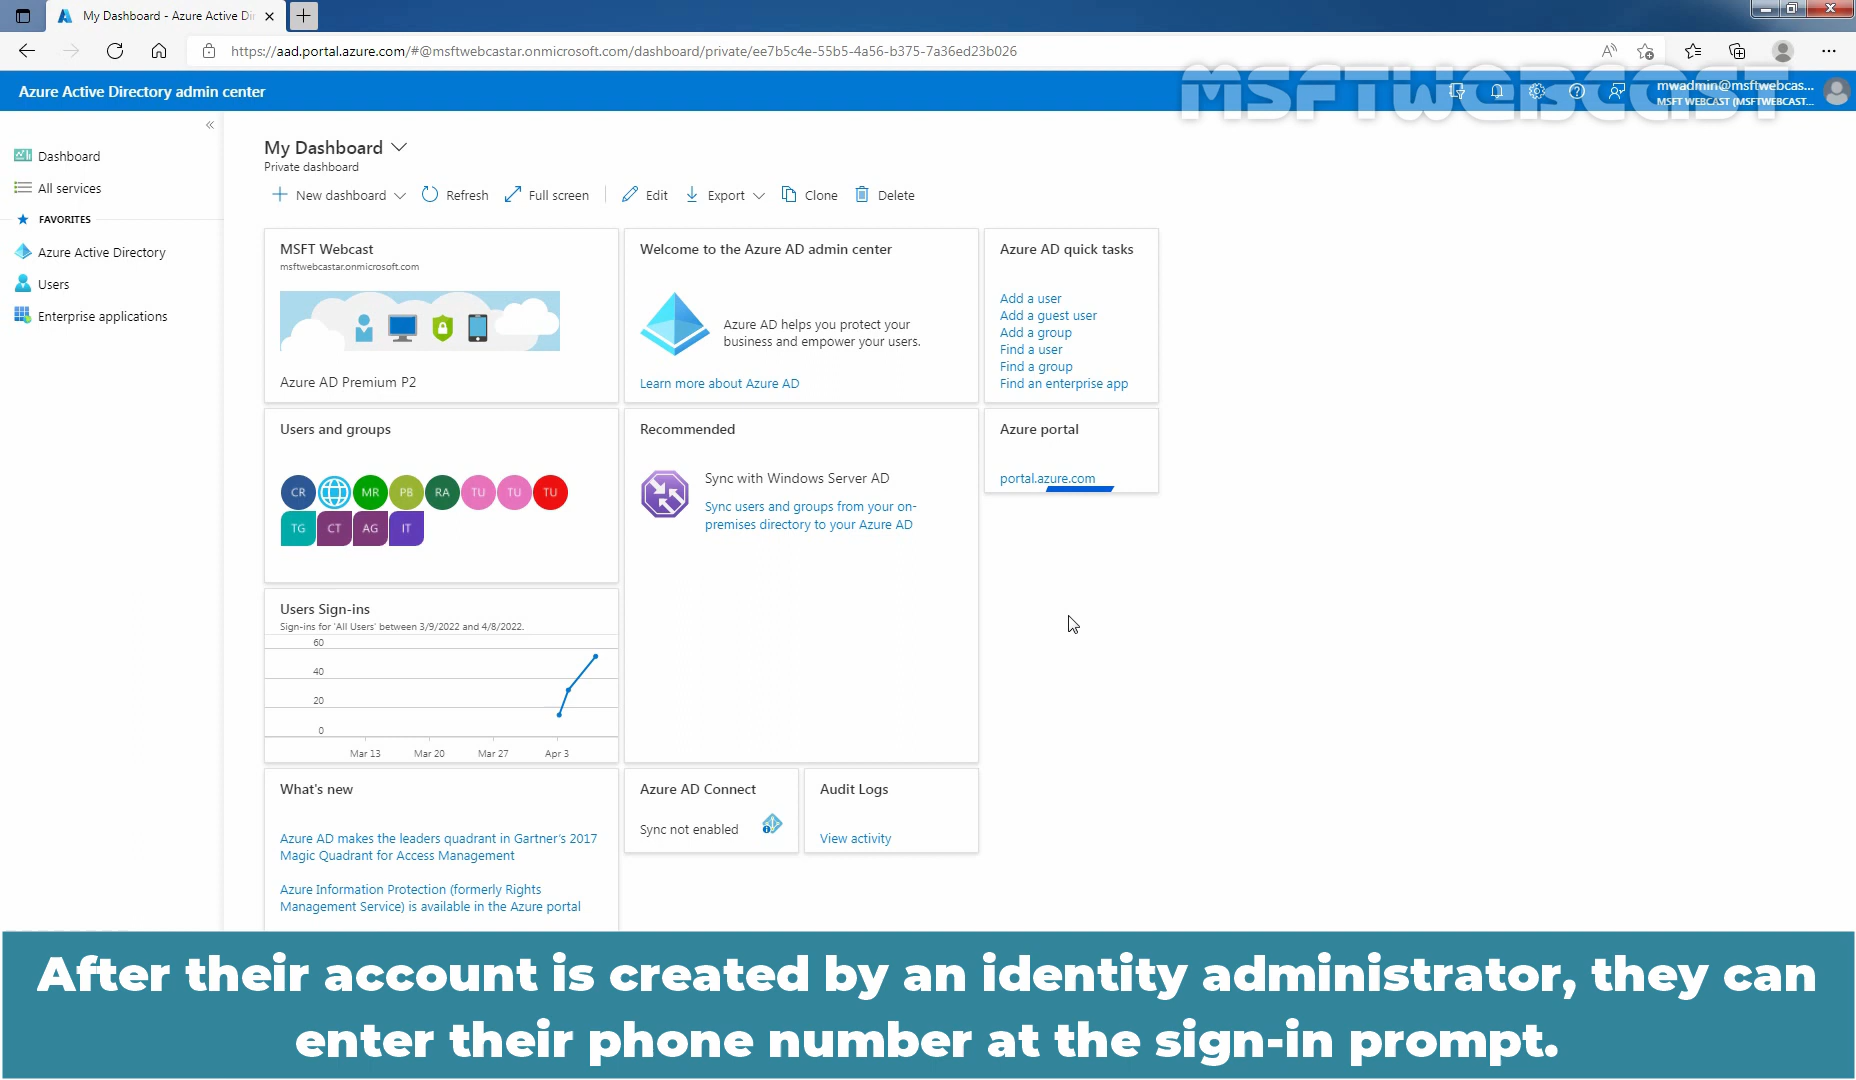 My Dashboard - Azure Active Di
https://aad.portal.azure.com/#@msftwebcastar.onmicrosoft.com/dashboard/private/ee7b5c4e-55b5-4a56-b375-7a36ed23b026
MSFTWEBCAST
Azure Active Directory admin center
mwadmin@msftwebcas...
MSFT WEBCAST (MSFTWEBCAST...
Dashboard
All services
FAVORITES
Azure Active Directory
Users
Enterprise applications
My Dashboard
Private dashboard
New dashboard Refresh Full screen Edit Export Clone Delete
MSFT Webcast
msftwebcastar.onmicrosoft.com
Azure AD Premium P2
Welcome to the Azure AD admin center
Azure AD helps you protect your
business and empower your users.
Learn more about Azure AD
Azure AD quick tasks
Add a user
Add a guest user
Add a group
Find a user
Find a group
Find an enterprise app
Users and groups
CR MR PB RA TU TU TU
TG CT AG IT
Recommended
Sync with Windows Server AD
Sync users and groups from your on-
premises directory to your Azure AD
Azure portal
portal.azure.com
Users Sign-ins
Sign-ins for 'All Users' between 3/9/2022 and 4/8/2022.
60
40
20
0
Mar 13 Mar 20 Mar 27 Apr 3
What's new
Azure AD makes the leaders quadrant in Gartner's 2017
Magic Quadrant for Access Management
Azure Information Protection (formerly Rights
Management Service) is available in the Azure portal
Azure AD Connect
Sync not enabled
Audit Logs
View activity
After their account is created by an identity administrator, they can
enter their phone number at the sign-in prompt.